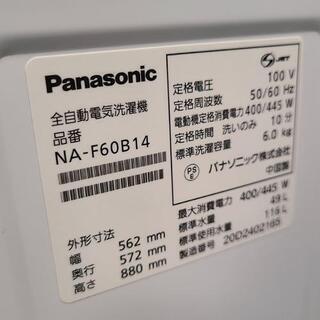 Panasonic
全自動電気洗濯機
品番
NA-F60B14
外形寸法
幅 562 mm
奥行 572 mm
高さ 880 mm
JET
定格電圧 100 V
定格周波数 50/60 Hz
電動機定格消費電力 400/445 W
定格時間 洗いのみ 10 分
標準洗濯容量 6.0 kg
PS E
パナソニック株式会社
中国製
最大消費電力 400/445 W
標準水量 49 L
標準使用水量 116 L
製造番号 20D2402165